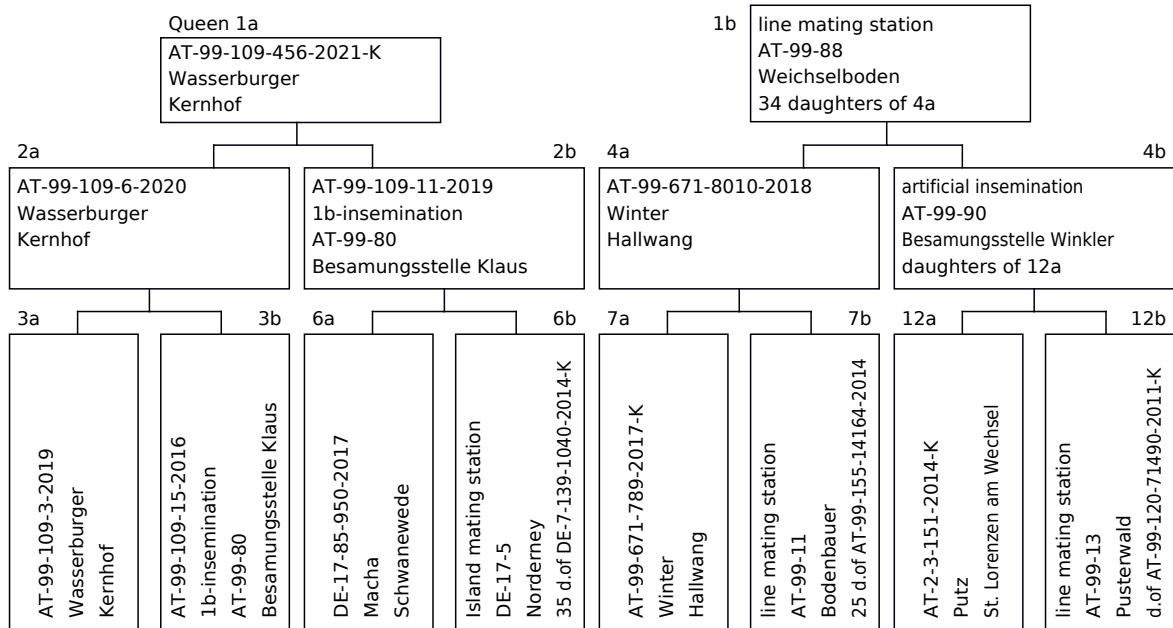 Queen 1a
AT-99-109-456-2021-K
Wasserburger
Kernhof
1b
line mating station
AT-99-88
Weichselboden
34 daughters of 4a
2a
AT-99-109-6-2020
Wasserburger
Kernhof
2b
AT-99-109-11-2019
1b-insemination
AT-99-80
Besamungsstelle Klaus
4a
AT-99-671-8010-2018
Winter
Hallwang
4b
artificial insemination
AT-99-90
Besamungsstelle Winkler
daughters of 12a
3a
AT-99-109-3-2019
Wasserburger
Kernhof
3b
AT-99-109-15-2016
1b-insemination
AT-99-80
Besamungsstelle Klaus
6a
DE-17-85-950-2017
Macha
Schwanewede
6b
Island mating station
DE-17-5
Norderney
35 d.of DE-7-139-1040-2014-K
7a
AT-99-671-789-2017-K
Winter
Hallwang
7b
line mating station
AT-99-11
Bodenbauer
25 d.of AT-99-155-14164-2014
12a
AT-2-3-151-2014-K
Putz
St. Lorenzen am Wechsel
12b
line mating station
AT-99-13
Pusterwald
d.of AT-99-120-71490-2011-K